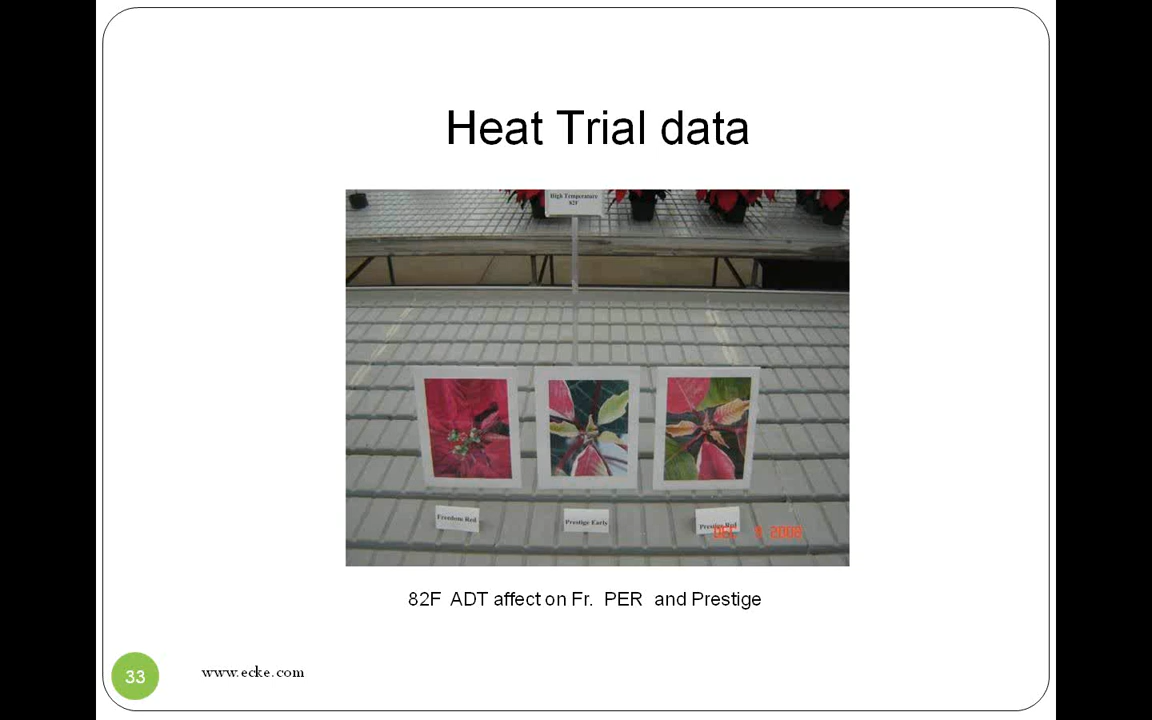 Heat Trial data
High Temperature
82F
Freedom Red
Prestige Early
Prestige Red
DEC 2008
82F ADT affect on Fr. PER and Prestige
33
www.ecke.com